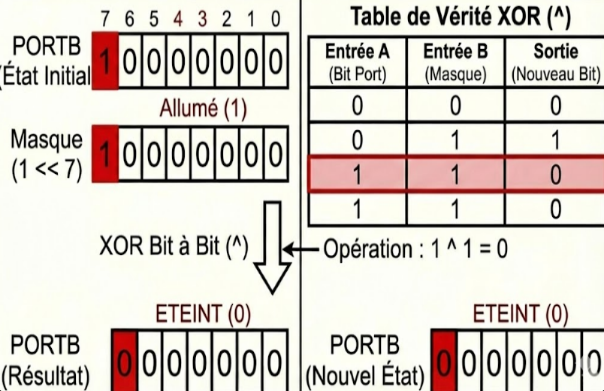 7 6 5 4 3 2 1 0
PORTB
(État Initial
1 0 0 0 0 0 0 0
Allumé (1)
Masque
(1 << 7)
1 0 0 0 0 0 0 0
XOR Bit à Bit (^)
ETEINT (0)
PORTB
(Résultat)
0 0 0 0 0 0 0
Table de Vérité XOR (^)
Entrée A Entrée B Sortie
(Bit Port) (Masque) (Nouveau Bit)
0 0 0
0 1 1
1 1 0
1 1 0
Opération : 1 ^ 1 = 0
ETEINT (0)
PORTB
(Nouvel État)
0 0 0 0 0 0 0